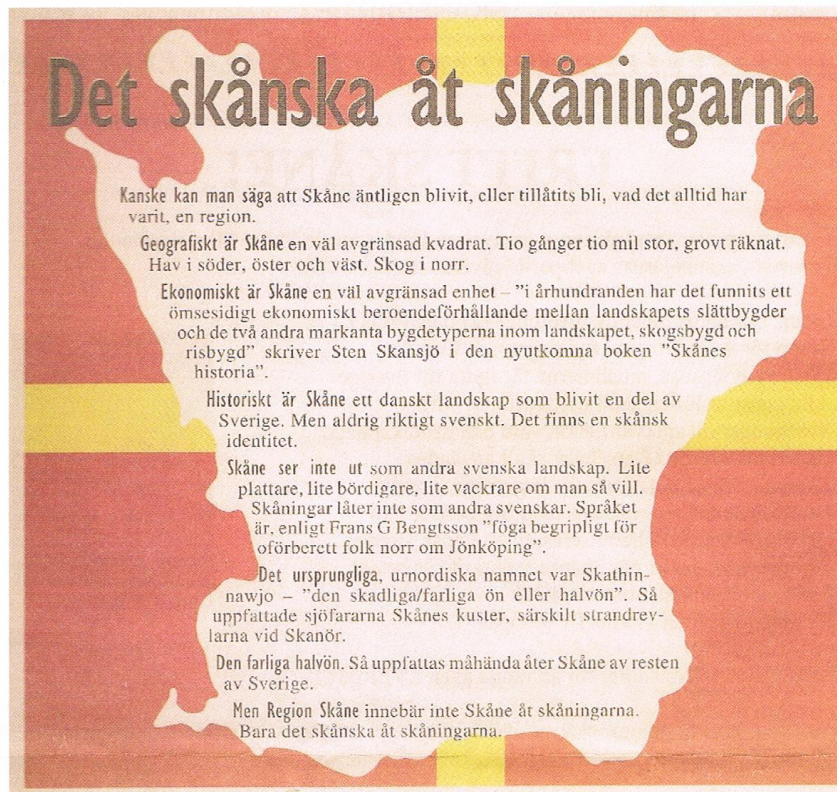 Det skånska åt skåningarna
Kanske kan man säga att Skåne äntligen blivit, eller tillåtits bli, vad det alltid har
varit, en region.
Geografiskt är Skåne en väl avgränsad kvadrat. Tio gånger tio mil stor, grovt räknat.
Hav i söder, öster och väst. Skog i norr.
Ekonomiskt är Skåne en väl avgränsad enhet – ”i århundranden har det funnits ett
ömsesidigt ekonomiskt beroendeförhållande mellan landskapets slättbygder
och de två andra markanta bygdetyperna inom landskapet, skogsbygd och
risbygd” skriver Sten Skansjö i den nyutkomna boken ”Skånes
historia”.
Historiskt är Skåne ett danskt landskap som blivit en del av
Sverige. Men aldrig riktigt svenskt. Det finns en skånsk
identitet.
Skåne ser inte ut som andra svenska landskap. Lite
plattare, lite bördigare, lite vackrare om man så vill.
Skåningar låter inte som andra svenskar. Språket
är, enligt Frans G Bengtsson ”föga begripligt för
oförberett folk norr om Jönköping”.
Det ursprungliga, urnordiska namnet var Skathin-
nawjo – ”den skadliga/farliga ön eller halvön”. Så
uppfattade sjöfararna Skånes kuster, särskilt strandrev-
larna vid Skanör.
Den farliga halvön. Så uppfattas måhända åter Skåne av resten
av Sverige.
Men Region Skåne innebär inte Skåne åt skåningarna.
Bara det skånska åt skåningarna.